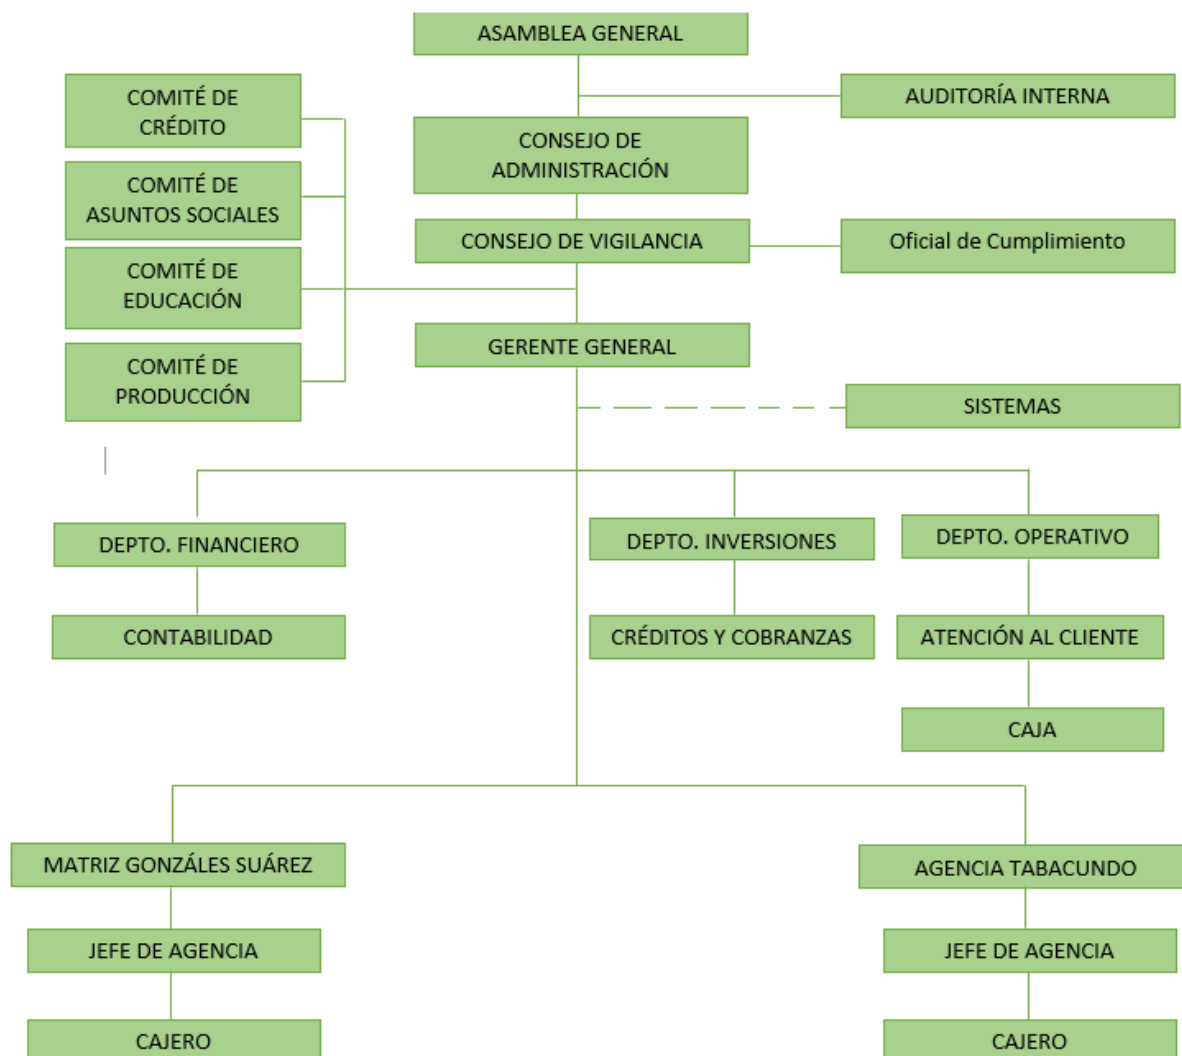 ASAMBLEA GENERAL
COMITÉ DE
CRÉDITO
AUDITORÍA INTERNA
CONSEJO DE
ADMINISTRACIÓN
COMITÉ DE
ASUNTOS SOCIALES
CONSEJO DE VIGILANCIA
Oficial de Cumplimiento
COMITÉ DE
EDUCACIÓN
GERENTE GENERAL
COMITÉ DE
PRODUCCIÓN
SISTEMAS
DEPTO. FINANCIERO
DEPTO. INVERSIONES
DEPTO. OPERATIVO
CONTABILIDAD
CRÉDITOS Y COBRANZAS
ATENCIÓN AL CLIENTE
CAJA
MATRIZ GONZÁLES SUÁREZ
AGENCIA TABACUNDO
JEFE DE AGENCIA
JEFE DE AGENCIA
CAJERO
CAJERO